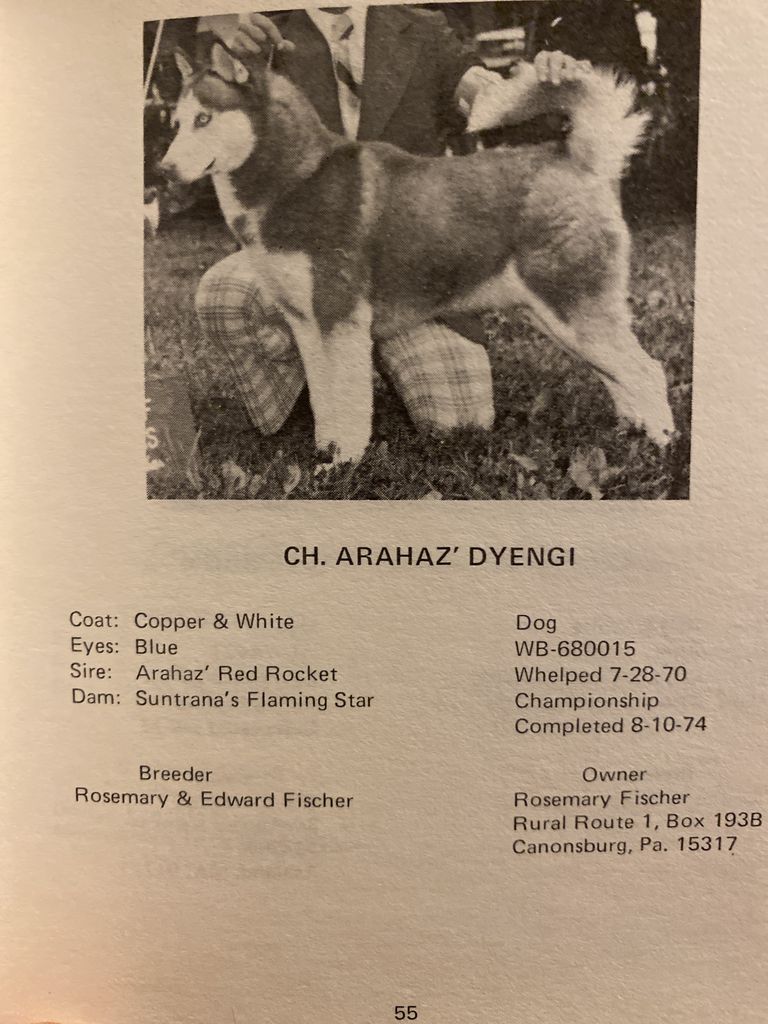 CH. ARAHAZ' DYENGI
Coat: Copper & White
Eyes: Blue
Sire: Arahaz' Red Rocket
Dam: Suntrana's Flaming Star
Dog
WB-680015
Whelped 7-28-70
Championship
Completed 8-10-74
Breeder
Rosemary & Edward Fischer
Owner
Rosemary Fischer
Rural Route 1, Box 193B
Canonsburg, Pa. 15317
55